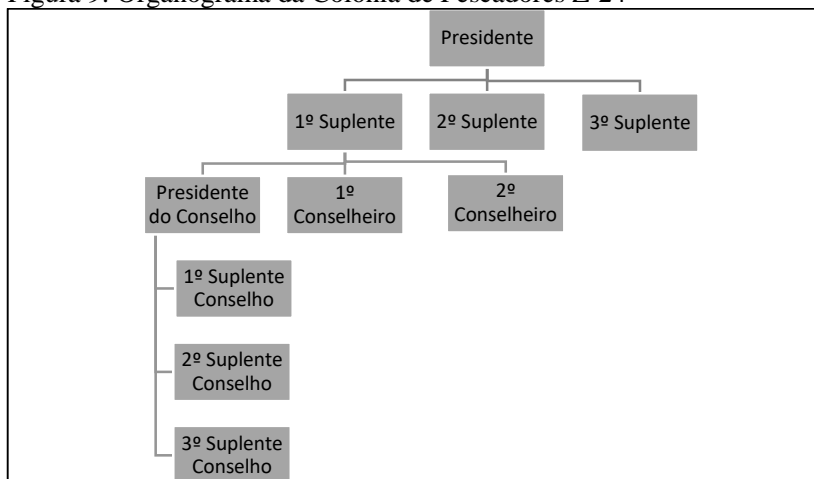 Figura 9: Organograma da Colônia de Pescadores Z-24
Presidente
1º Suplente
2º Suplente
3º Suplente
Presidente
do Conselho
1º
Conselheiro
2º
Conselheiro
1º Suplente
Conselho
2º Suplente
Conselho
3º Suplente
Conselho